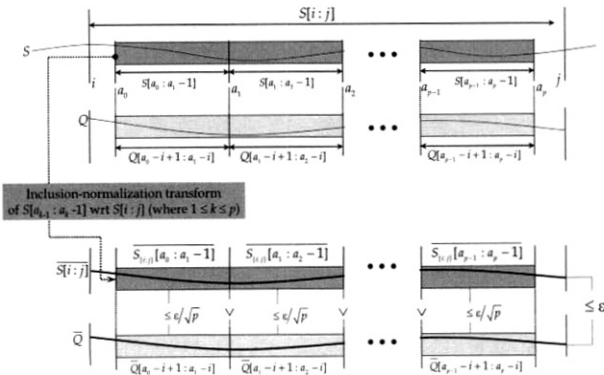 S[i : j]
S
i
j
S[a₀ : a₁ −1]
S[a₁ : a₁ −1]
S[aₚ₋₁ : aₚ −1]
a₀
a₁
a₂
aₚ₋₁
aₚ
Q
Q[a₀ − i + 1 : a₁ − i]
Q[a₁ − i + 1 : a₂ − i]
Q[aₚ₋₁ − i + 1 : aₚ − i]
Inclusion-normalization transform
of S[aₖ₋₁ : aₖ -1] wrt S[i : j] (where 1 ≤ k ≤ p)
S[i : j]
S[i:j][a₀ : a₁ −1]
S[i:j][a₁ : a₂ −1]
S[i:j][aₚ₋₁ : aₚ −1]
≤ ε/√p
≤ ε/√p
≤ ε
Q̄
Q̄[a₀ − i + 1 : a₁ − i]
Q̄[a₁ − i + 1 : a₂ − i]
Q̄[aₚ₋₁ − i + 1 : aₚ − i]